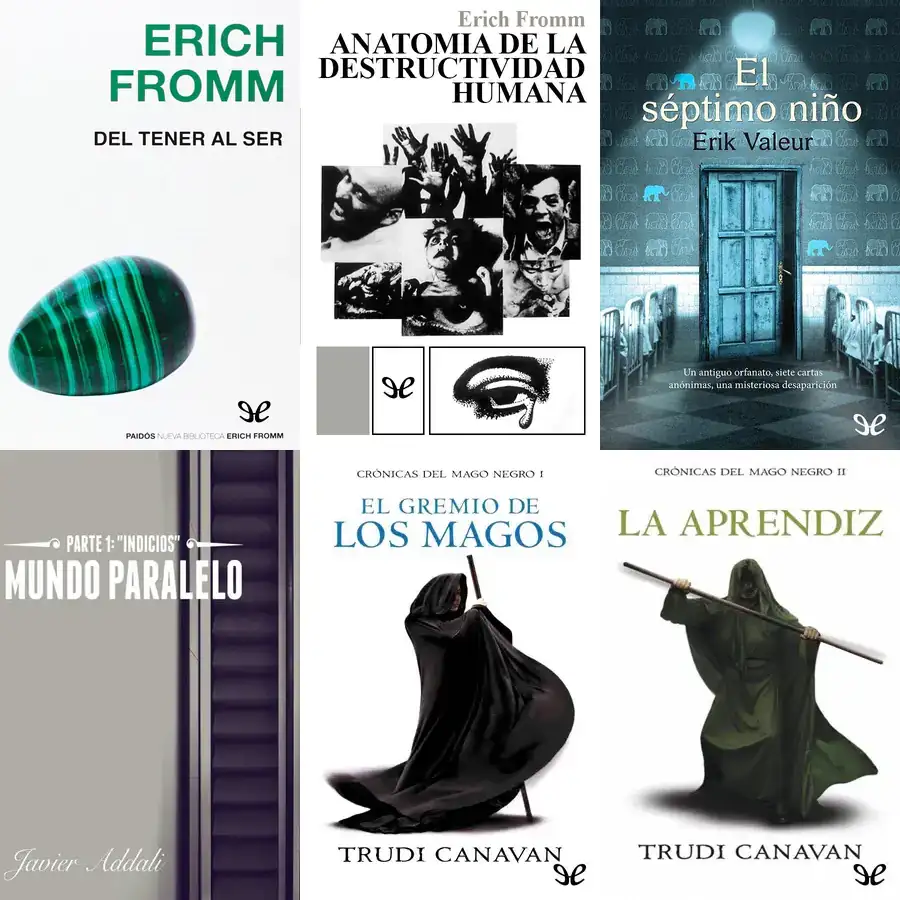 ERICH
FROMM
DEL TENER AL SER
PAIDÓS NUEVA BIBLIOTECA ERICH FROMM
Erich Fromm
ANATOMIA DE LA
DESTRUCTIVIDAD
HUMANA
El
séptimo niño
Erik Valeur
Un antiguo orfanato, siete cartas
anónimas, una misteriosa desaparición
PARTE 1: "INDICIOS"
MUNDO PARALELO
Javier Addali
CRÓNICAS DEL MAGO NEGRO I
EL GREMIO DE
LOS MAGOS
TRUDI CANAVAN
CRÓNICAS DEL MAGO NEGRO II
LA APRENDIZ
TRUDI CANAVAN